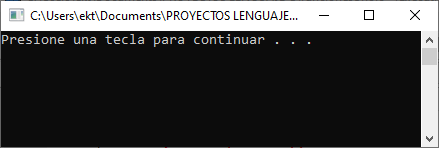 C:\Users\ekt\Documents\PROYECTOS LENGUAJE...
Presione una tecla para continuar . . .